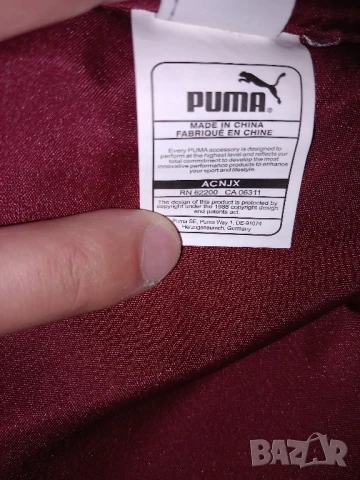 PUMA®
MADE IN CHINA
FABRIQUÉ EN CHINE
Every PUMA accessory is designed to
perform at the highest level and reflects our
total commitment to developing the most
innovative performance products to enhance
your sport and lifestyle.
ACNJX
RN 62200 CA 06311
The design of this product is protected by
copyright under the 1988 copyright design
and patents act.
Puma SE, Puma Way 1, DE-91074
Herzogenaurach, Germany
BAZAR